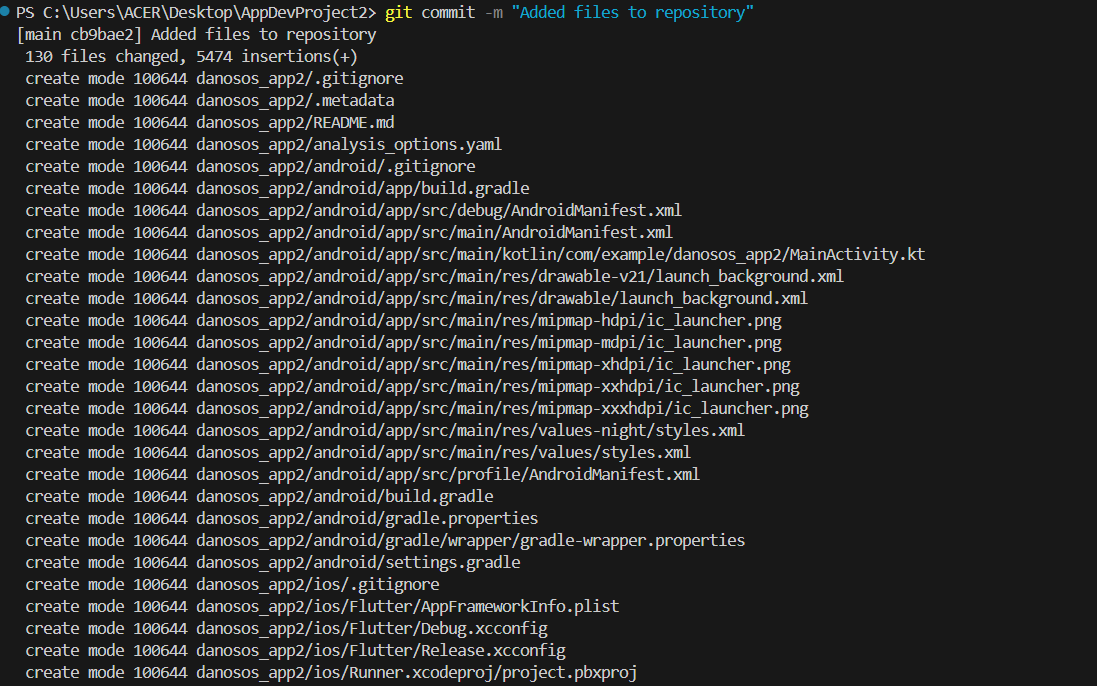 PS C:\Users\ACER\Desktop\AppDevProject2> git commit -m "Added files to repository"
[main cb9bae2] Added files to repository
130 files changed, 5474 insertions(+)
create mode 100644 danosos_app2/.gitignore
create mode 100644 danosos_app2/.metadata
create mode 100644 danosos_app2/README.md
create mode 100644 danosos_app2/analysis_options.yaml
create mode 100644 danosos_app2/android/.gitignore
create mode 100644 danosos_app2/android/app/build.gradle
create mode 100644 danosos_app2/android/app/src/debug/AndroidManifest.xml
create mode 100644 danosos_app2/android/app/src/main/AndroidManifest.xml
create mode 100644 danosos_app2/android/app/src/main/kotlin/com/example/danosos_app2/MainActivity.kt
create mode 100644 danosos_app2/android/app/src/main/res/drawable-v21/launch_background.xml
create mode 100644 danosos_app2/android/app/src/main/res/drawable/launch_background.xml
create mode 100644 danosos_app2/android/app/src/main/res/mipmap-hdpi/ic_launcher.png
create mode 100644 danosos_app2/android/app/src/main/res/mipmap-mdpi/ic_launcher.png
create mode 100644 danosos_app2/android/app/src/main/res/mipmap-xhdpi/ic_launcher.png
create mode 100644 danosos_app2/android/app/src/main/res/mipmap-xxhdpi/ic_launcher.png
create mode 100644 danosos_app2/android/app/src/main/res/mipmap-xxxhdpi/ic_launcher.png
create mode 100644 danosos_app2/android/app/src/main/res/values-night/styles.xml
create mode 100644 danosos_app2/android/app/src/main/res/values/styles.xml
create mode 100644 danosos_app2/android/app/src/profile/AndroidManifest.xml
create mode 100644 danosos_app2/android/build.gradle
create mode 100644 danosos_app2/android/gradle.properties
create mode 100644 danosos_app2/android/gradle/wrapper/gradle-wrapper.properties
create mode 100644 danosos_app2/android/settings.gradle
create mode 100644 danosos_app2/ios/.gitignore
create mode 100644 danosos_app2/ios/Flutter/AppFrameworkInfo.plist
create mode 100644 danosos_app2/ios/Flutter/Debug.xcconfig
create mode 100644 danosos_app2/ios/Flutter/Release.xcconfig
create mode 100644 danosos_app2/ios/Runner.xcodeproj/project.pbxproj